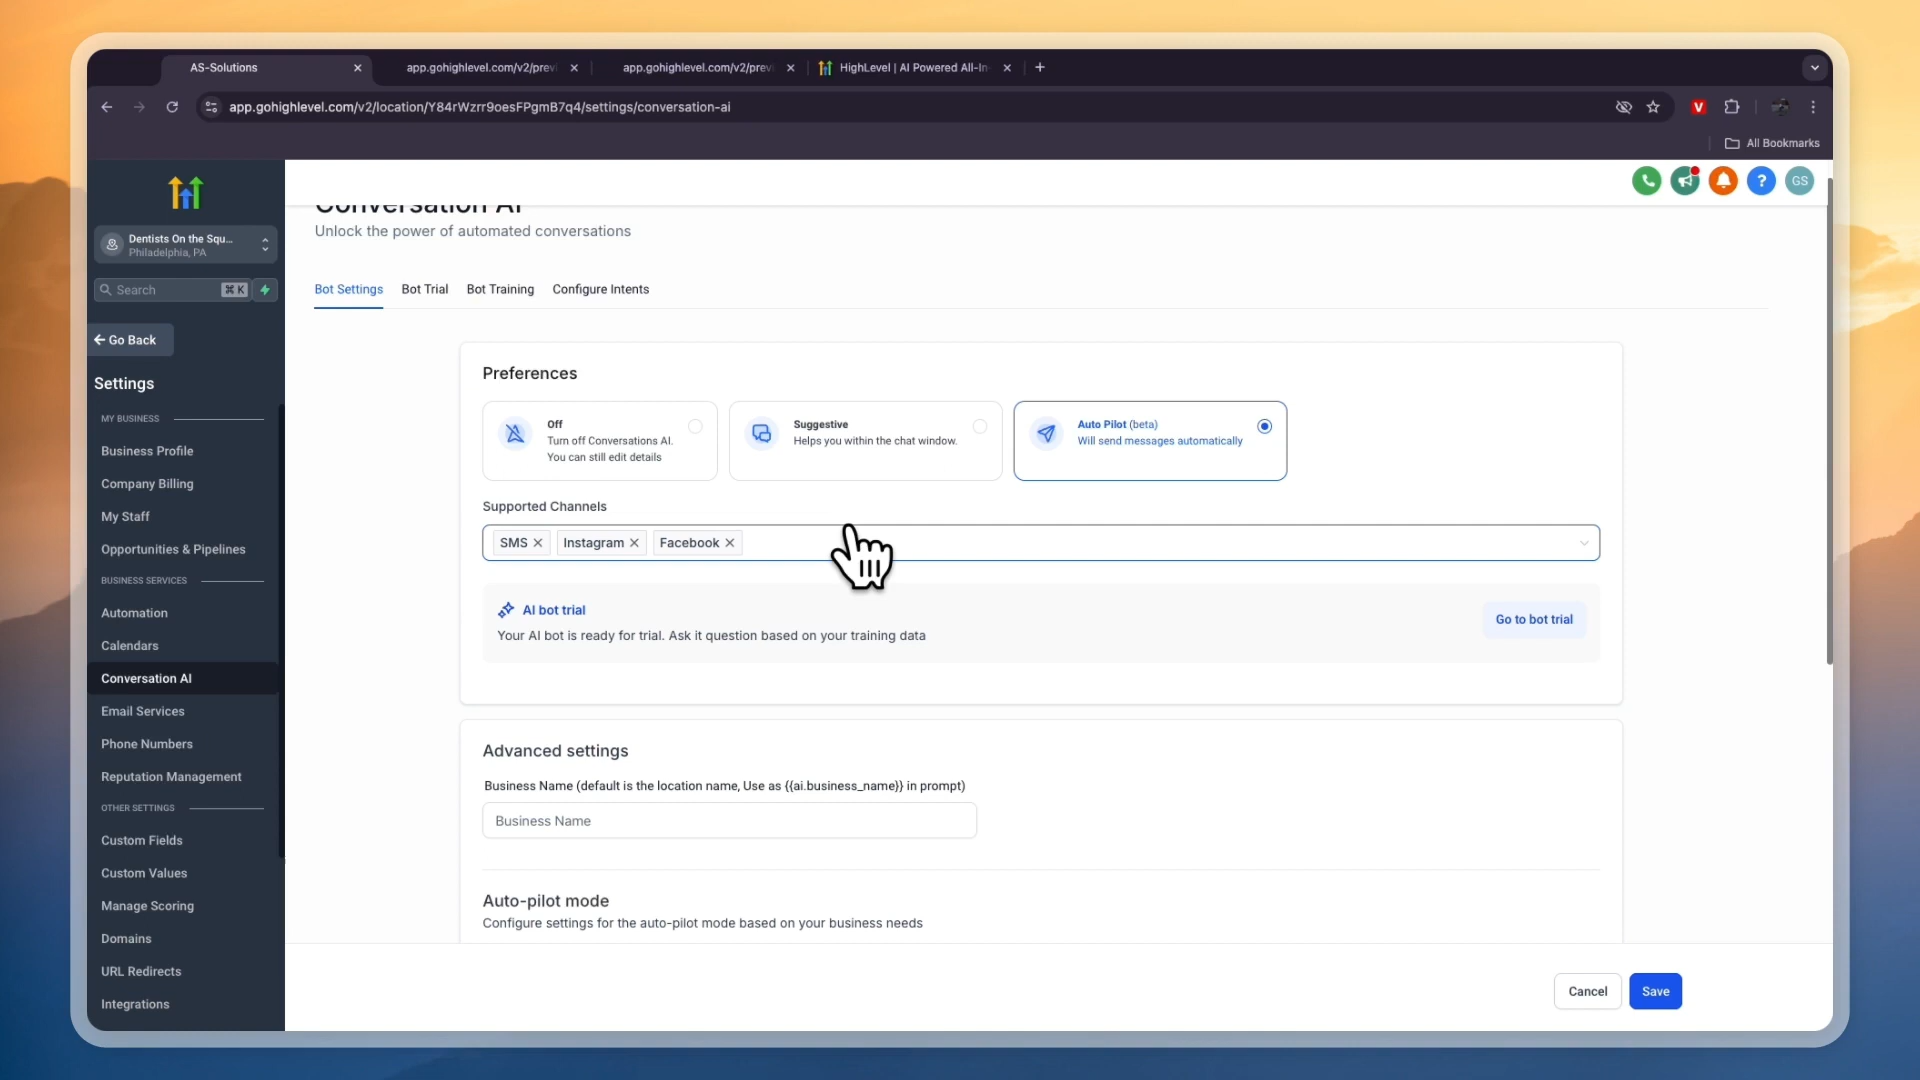 AS-Solutions
app.gohighlevel.com/v2/previ
app.gohighlevel.com/v2/previ
HighLevel | AI Powered All-In-
app.gohighlevel.com/v2/location/Y84rWzrr9oesFPgmB7q4/settings/conversation-ai
V
All Bookmarks
Dentists On the Squ...
Philadelphia, PA
Search
⌘ K
Go Back
Settings
MY BUSINESS
Business Profile
Company Billing
My Staff
Opportunities & Pipelines
BUSINESS SERVICES
Automation
Calendars
Conversation AI
Email Services
Phone Numbers
Reputation Management
OTHER SETTINGS
Custom Fields
Custom Values
Manage Scoring
Domains
URL Redirects
Integrations
?
GS
Conversation AI
Unlock the power of automated conversations
Bot Settings
Bot Trial
Bot Training
Configure Intents
Preferences
Off
Turn off Conversations AI.
You can still edit details
Suggestive
Helps you within the chat window.
Auto Pilot (beta)
Will send messages automatically
Supported Channels
SMS
Instagram
Facebook
AI bot trial
Your AI bot is ready for trial. Ask it question based on your training data
Go to bot trial
Advanced settings
Business Name (default is the location name, Use as {{ai.business_name}} in prompt)
Business Name
Auto-pilot mode
Configure settings for the auto-pilot mode based on your business needs
Cancel
Save